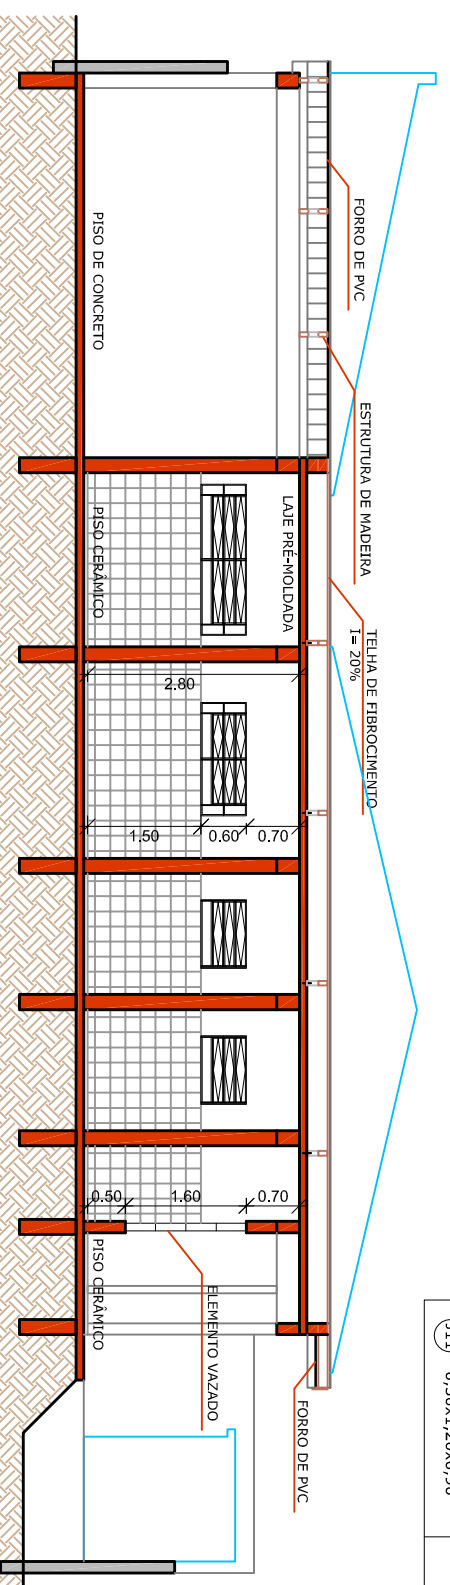 FORRO DE PVC
ESTRUTURA DE MADEIRA
TELHA DE FIBROCIMENTO
I= 20%
LAJE PRÉ-MOLDADA
PISO DE CONCRETO
PISO CERÂMICO
2.80
1.50
0.60
0.70
0.50
1.60
0.70
PISO CERÂMICO
ELEMENTO VAZADO
FORRO DE PVC